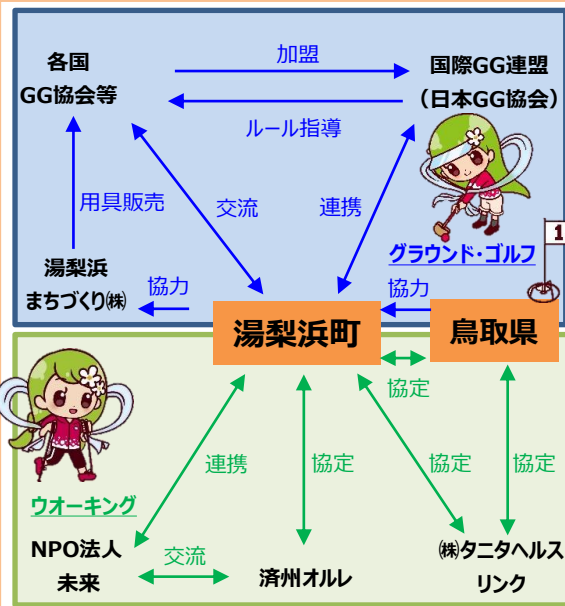 各国
GG協会等
加盟
国際GG連盟
(日本GG協会)
ルール指導
用具販売
交流
連携
グラウンド・ゴルフ
1
湯梨浜
まちづくり㈱
協力
協力
湯梨浜町
鳥取県
協定
連携
協定
協定
協定
ウオーキング
NPO法人
未来
交流
済州オルレ
㈱タニタヘルス
リンク